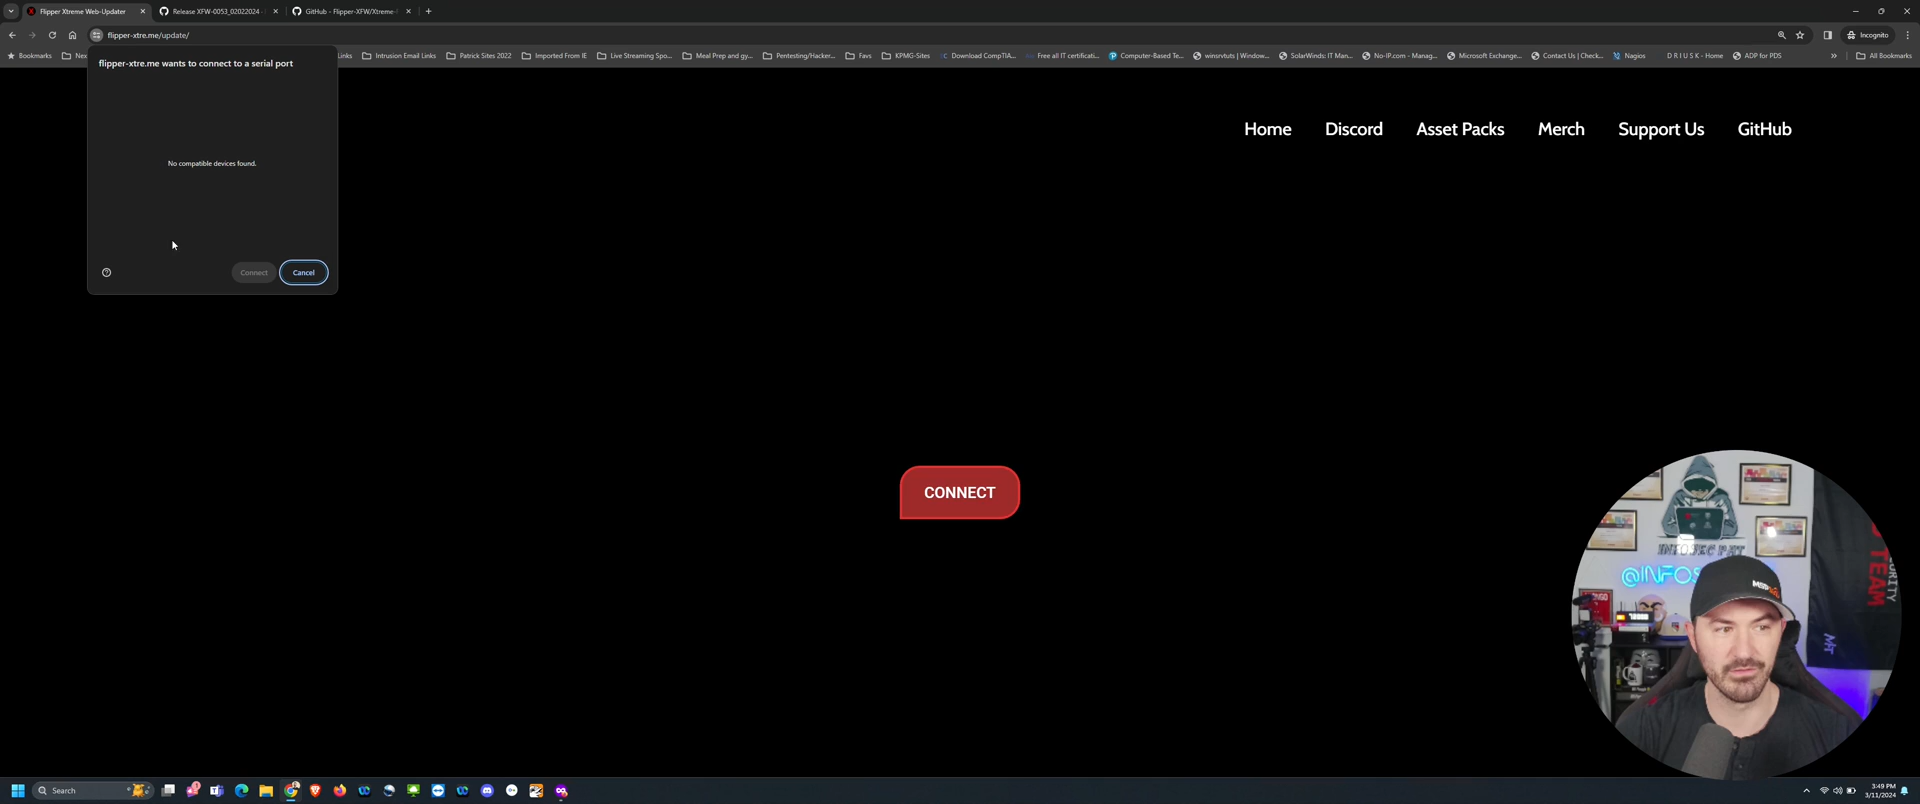 Flipper Xtreme Web-Updater
Release XFW-0053_02022024 -
GitHub - Flipper-XFW/Xtreme-
flipper-xtre.me/update/
Incognito
Bookmarks
Links
Intrusion Email Links
Patrick Sites 2022
Imported From IE
Live Streaming Spo...
Meal Prep and gy...
Pentesting/Hacker...
Favs
KPMG-Sites
Download CompTIA...
Free all IT certificati...
Computer-Based Te...
winsrvtuts | Window...
SolarWinds: IT Man...
No-IP.com - Manag...
Microsoft Exchange...
Contact Us | Check...
Nagios
D R I U S K - Home
ADP for PDS
All Bookmarks
flipper-xtre.me wants to connect to a serial port
No compatible devices found.
Connect
Cancel
Home
Discord
Asset Packs
Merch
Support Us
GitHub
CONNECT
INFOSEC PAT
@INFOS
TEAM
Search
3:49 PM
3/11/2024